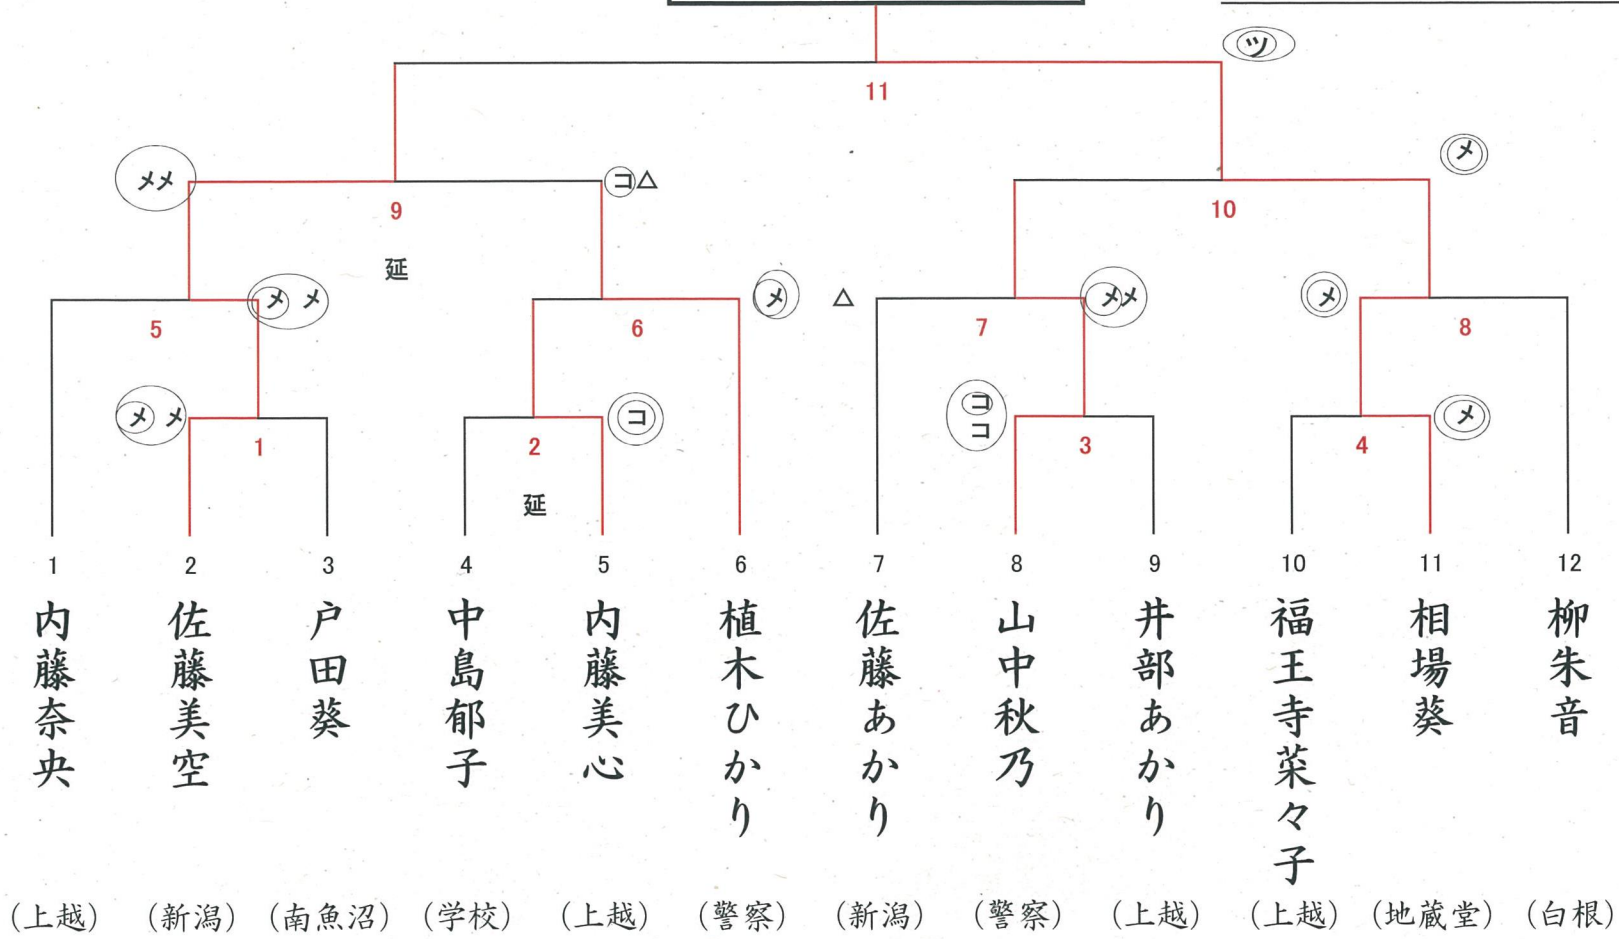 ツ
11
メメ
コ△
メ
9
10
延
メ メ
メ
△
メメ
メ
5
6
7
8
メ メ
コ
コ
コ
メ
1
2
3
4
延
1
2
3
4
5
6
7
8
9
10
11
12
内藤奈央
佐藤美空
戸田葵
中島郁子
内藤美心
植木ひかり
佐藤あかり
山中秋乃
井部あかり
福王寺菜々子
相場葵
柳朱音
(上越)
(新潟)
(南魚沼)
(学校)
(上越)
(警察)
(新潟)
(警察)
(上越)
(上越)
(地蔵堂)
(白根)